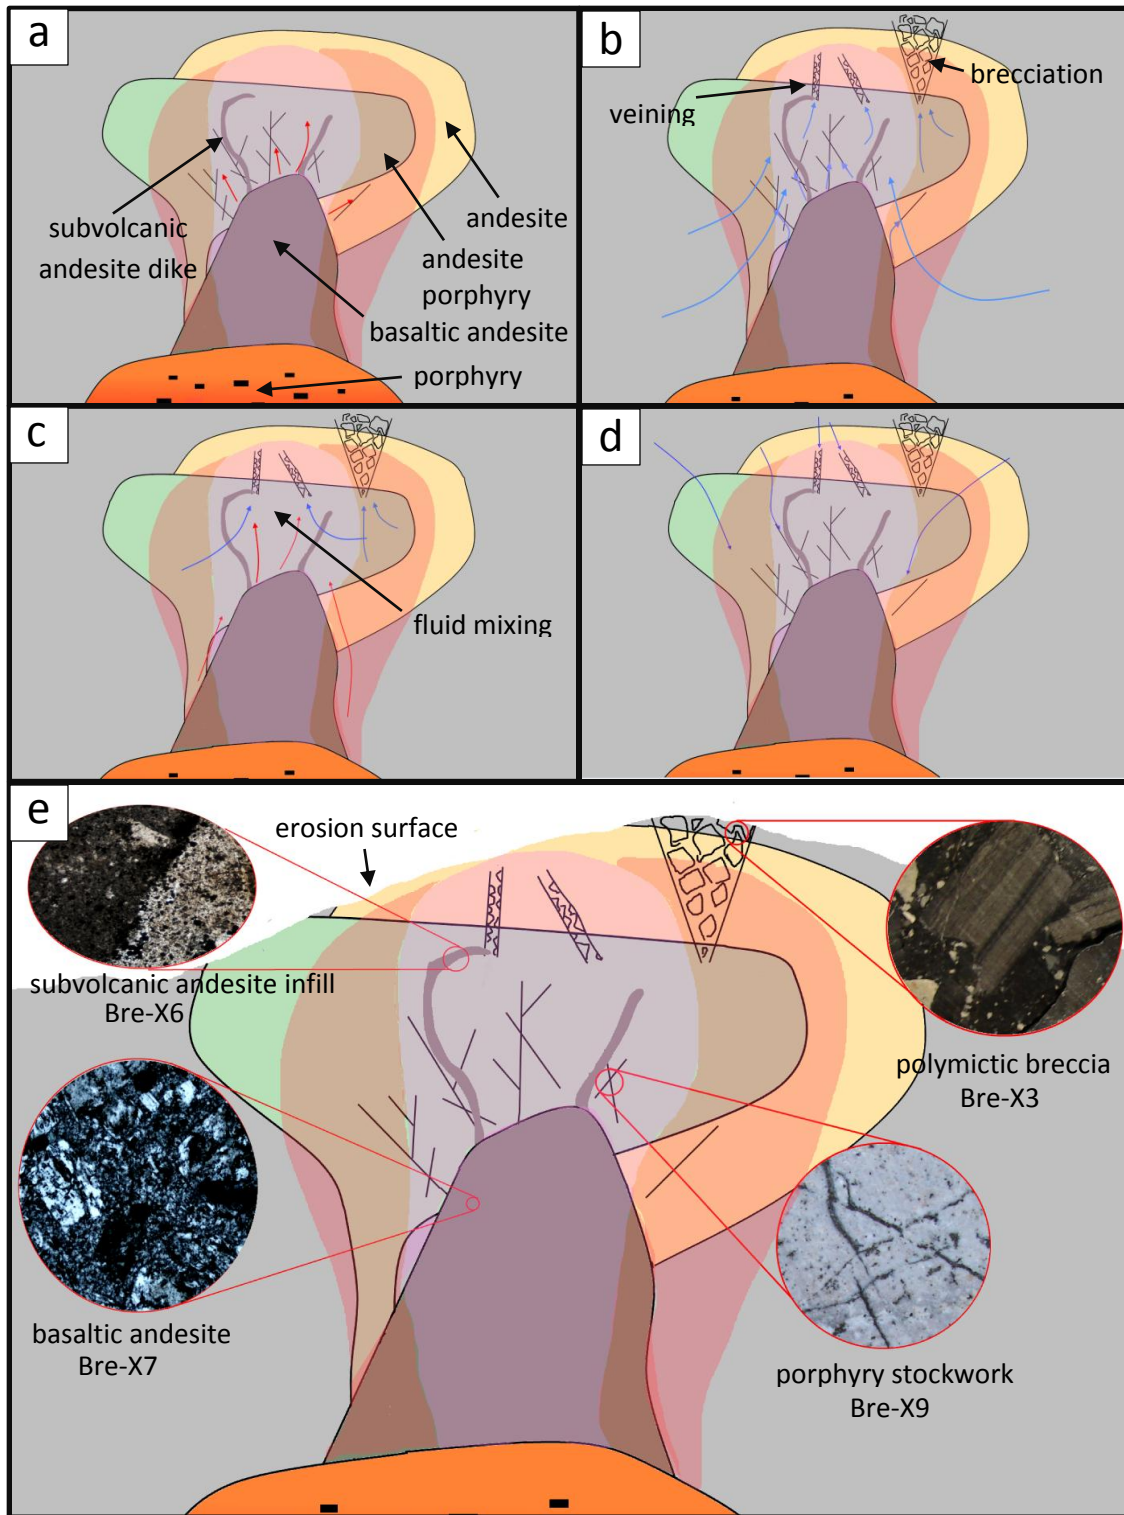 a
subvolcanic
andesite dike
andesite
andesite
porphyry
basaltic andesite
porphyry
b
brecciation
veining
c
fluid mixing
d
e
erosion surface
subvolcanic andesite infill
Bre-X6
polymictic breccia
Bre-X3
basaltic andesite
Bre-X7
porphyry stockwork
Bre-X9